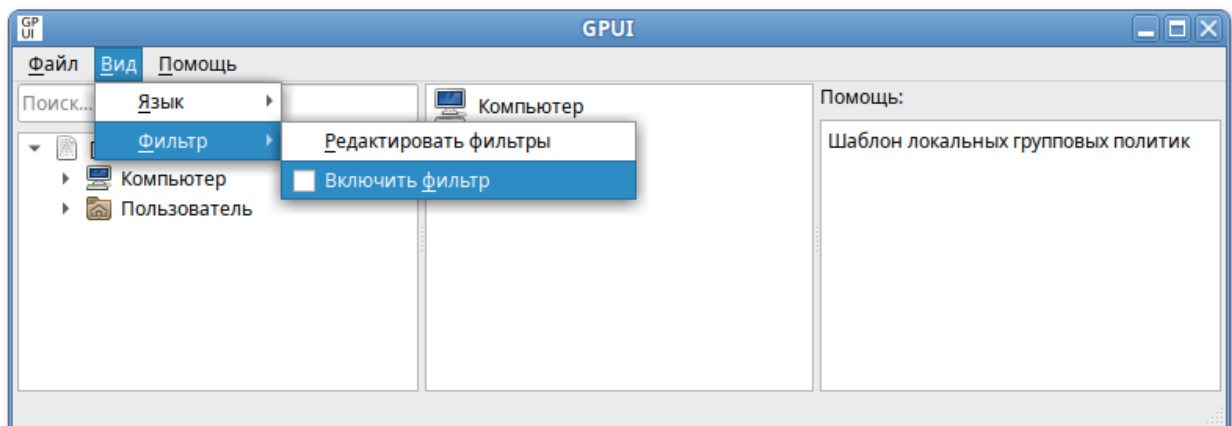 GP
UI
GPUI
Файл Вид Помощь
Поиск...
Язык
Фильтр
Редактировать фильтры
Включить фильтр
Компьютер
Пользователь
Компьютер
Помощь:
Шаблон локальных групповых политик